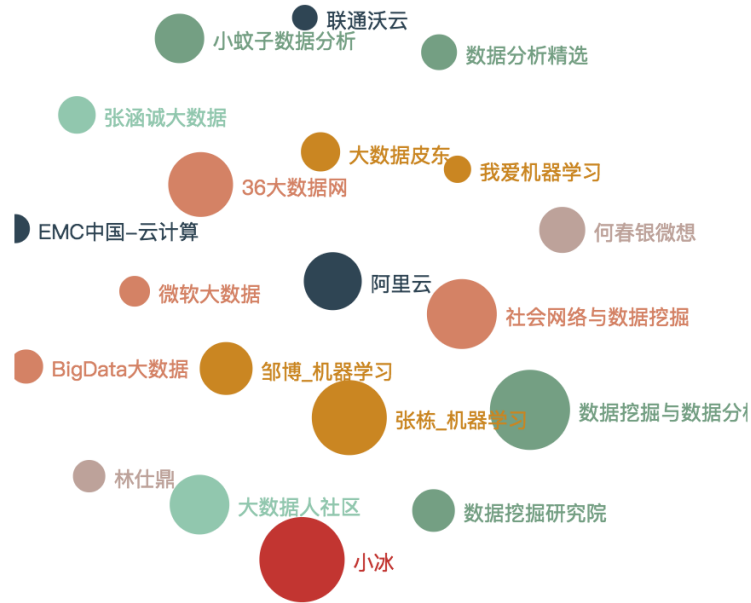 联通沃云
小蚊子数据分析
数据分析精选
张涵诚大数据
大数据皮东
我爱机器学习
36大数据网
EMC中国-云计算
何春银微想
阿里云
微软大数据
社会网络与数据挖掘
BigData大数据
邹博_机器学习
数据挖掘与数据分
张栋_机器学习
林仕鼎
大数据人社区
数据挖掘研究院
小冰